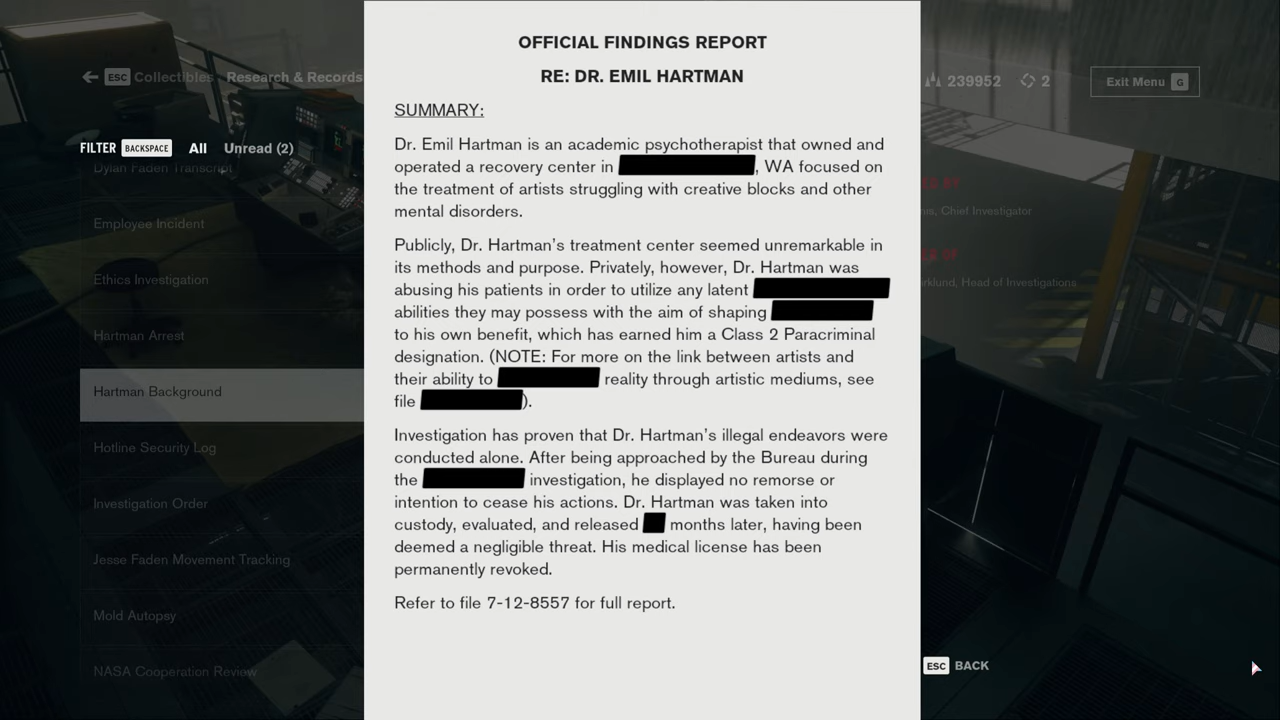 OFFICIAL FINDINGS REPORT
RE: DR. EMIL HARTMAN
SUMMARY:
Dr. Emil Hartman is an academic psychotherapist that owned and
operated a recovery center in , WA focused on
the treatment of artists struggling with creative blocks and other
mental disorders.
Publicly, Dr. Hartman's treatment center seemed unremarkable in
its methods and purpose. Privately, however, Dr. Hartman was
abusing his patients in order to utilize any latent
abilities they may possess with the aim of shaping
to his own benefit, which has earned him a Class 2 Paracriminal
designation. (NOTE: For more on the link between artists and
their ability to reality through artistic mediums, see
file ).
Investigation has proven that Dr. Hartman's illegal endeavors were
conducted alone. After being approached by the Bureau during
the investigation, he displayed no remorse or
intention to cease his actions. Dr. Hartman was taken into
custody, evaluated, and released months later, having been
deemed a negligible threat. His medical license has been
permanently revoked.
Refer to file 7-12-8557 for full report.
ESC Collectibles Research & Records
FILTER BACKSPACE All Unread (2)
Dylan Faden Transcript
Employee Incident
Ethics Investigation
Hartman Arrest
Hartman Background
Hotline Security Log
Investigation Order
Jesse Faden Movement Tracking
Mold Autopsy
NASA Cooperation Review
239952 2 Exit Menu G
BY
Chief Investigator
OF
Head of Investigations
ESC BACK